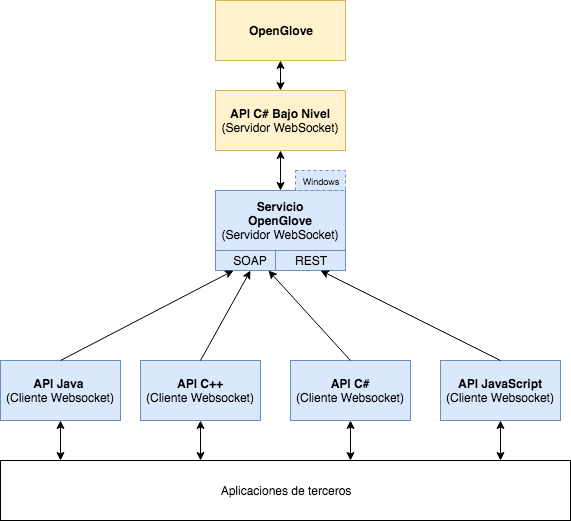 OpenGlove
API C# Bajo Nivel
(Servidor WebSocket)
Windows
Servicio
OpenGlove
(Servidor WebSocket)
SOAP
REST
API Java
(Cliente Websocket)
API C++
(Cliente Websocket)
API C#
(Cliente Websocket)
API JavaScript
(Cliente Websocket)
Aplicaciones de terceros